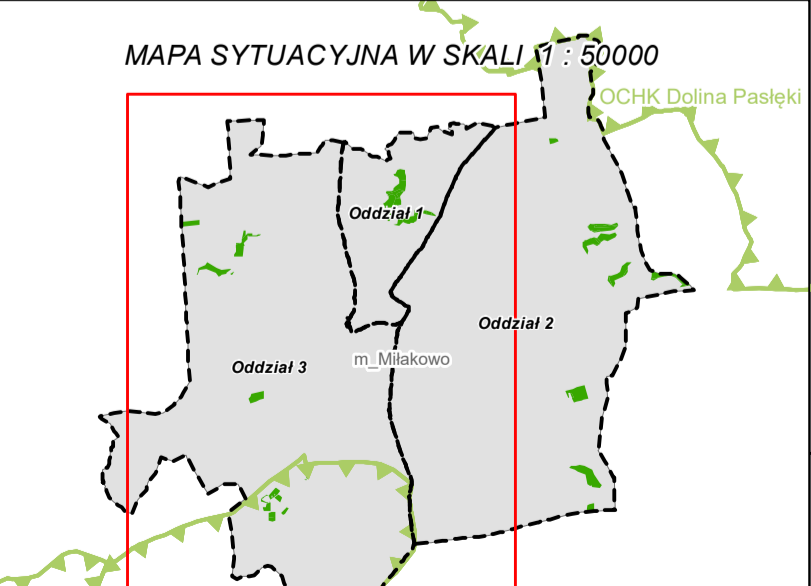 MAPA SYTUACYJNA W SKALI 1 : 50000
OCHK Dolina Pasłęki
Oddział 1
Oddział 2
m_Miłakowo
Oddział 3